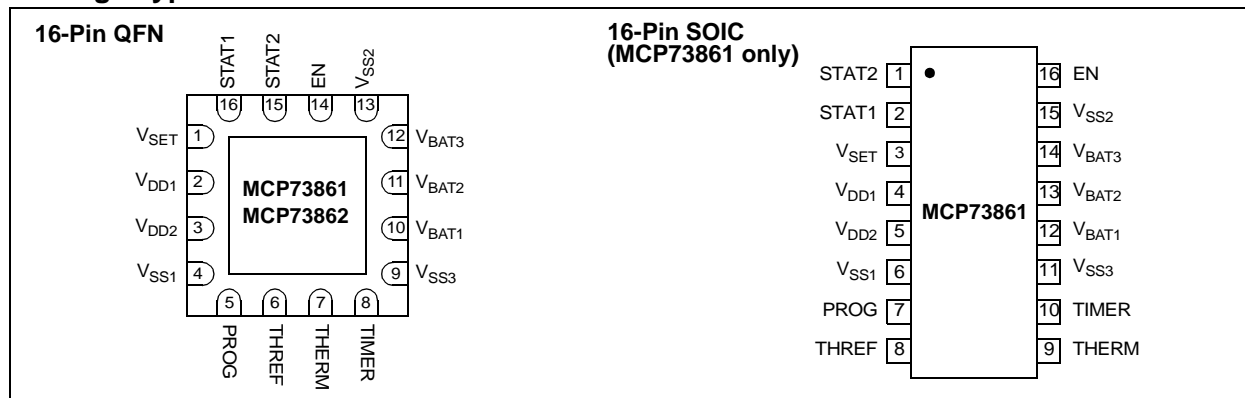 16-Pin QFN
STAT1
STAT2
EN
VSS2
16
15
14
13
VSET 1
VDD1 2
VDD2 3
VSS1 4
12 VBAT3
11 VBAT2
10 VBAT1
9 VSS3
MCP73861
MCP73862
5
6
7
8
PROG
THREF
THERM
TIMER
16-Pin SOIC
(MCP73861 only)
STAT2 1
STAT1 2
VSET 3
VDD1 4
VDD2 5
VSS1 6
PROG 7
THREF 8
MCP73861
16 EN
15 VSS2
14 VBAT3
13 VBAT2
12 VBAT1
11 VSS3
10 TIMER
9 THERM